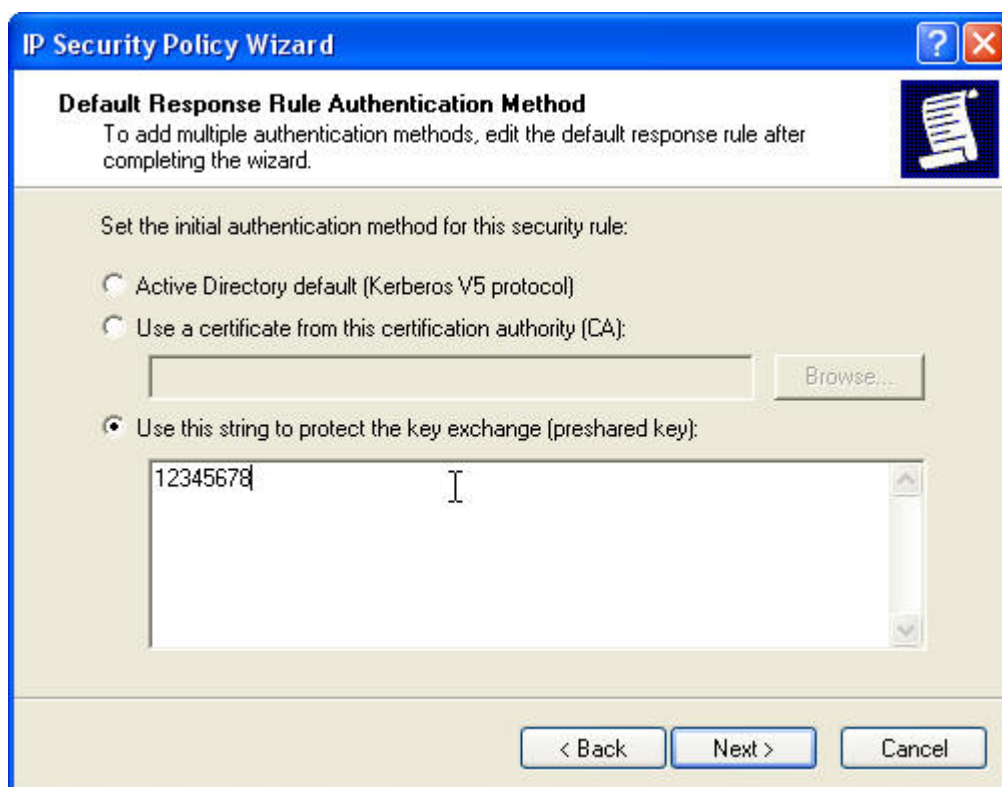 IP Security Policy Wizard
Default Response Rule Authentication Method
To add multiple authentication methods, edit the default response rule after
completing the wizard.
Set the initial authentication method for this security rule:
Active Directory default (Kerberos V5 protocol)
Use a certificate from this certification authority (CA):
Browse...
Use this string to protect the key exchange (preshared key):
12345678
< Back Next > Cancel